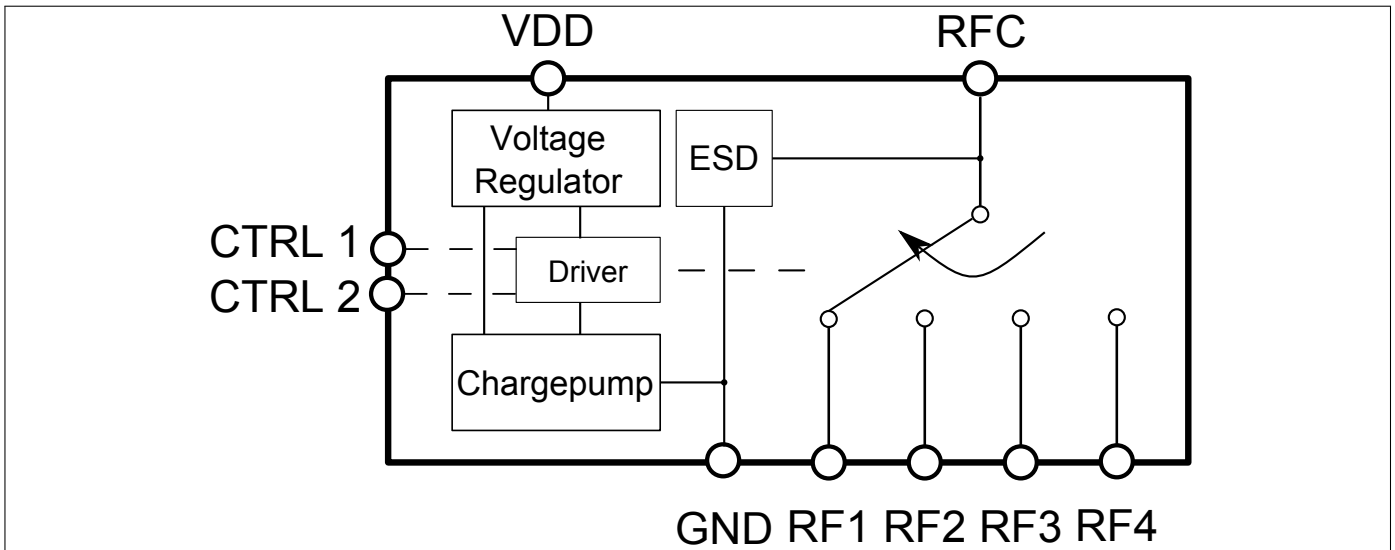 VDD
RFC
Voltage
Regulator
ESD
CTRL 1
Driver
CTRL 2
Chargepump
GND RF1 RF2 RF3 RF4